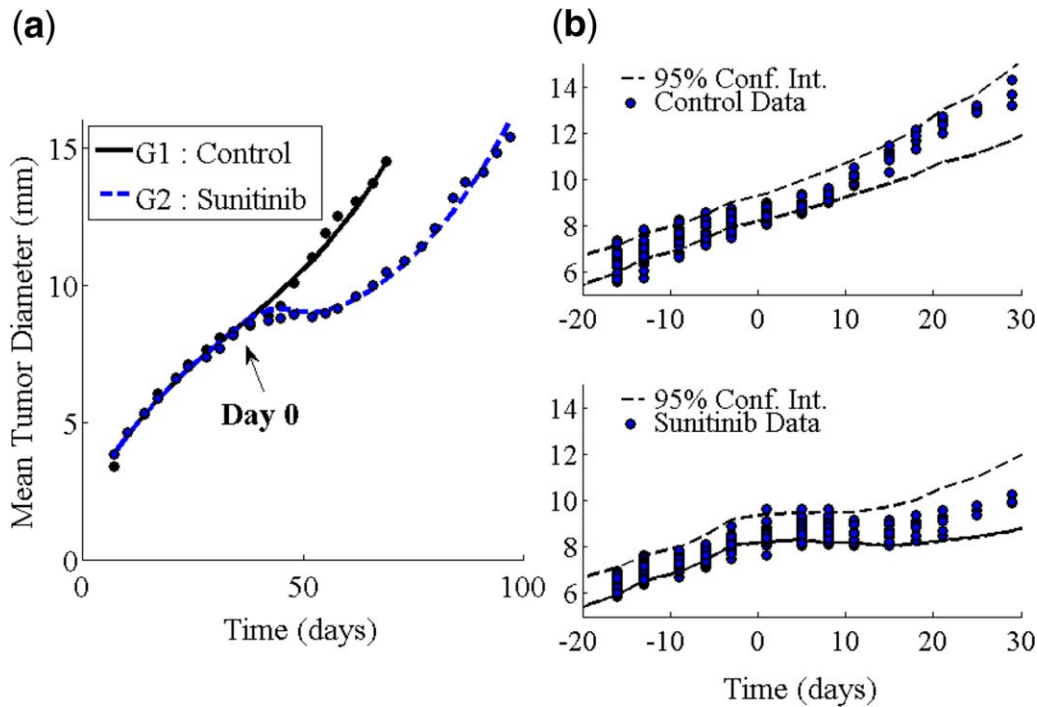 (a)
(b)
G1 : Control
G2 : Sunitinib
Day 0
Mean Tumor Diameter (mm)
15
10
5
0
0 50 100
Time (days)
95% Conf. Int.
Control Data
14
12
10
8
6
-20 -10 0 10 20 30
95% Conf. Int.
Sunitinib Data
14
12
10
8
6
-20 -10 0 10 20 30
Time (days)